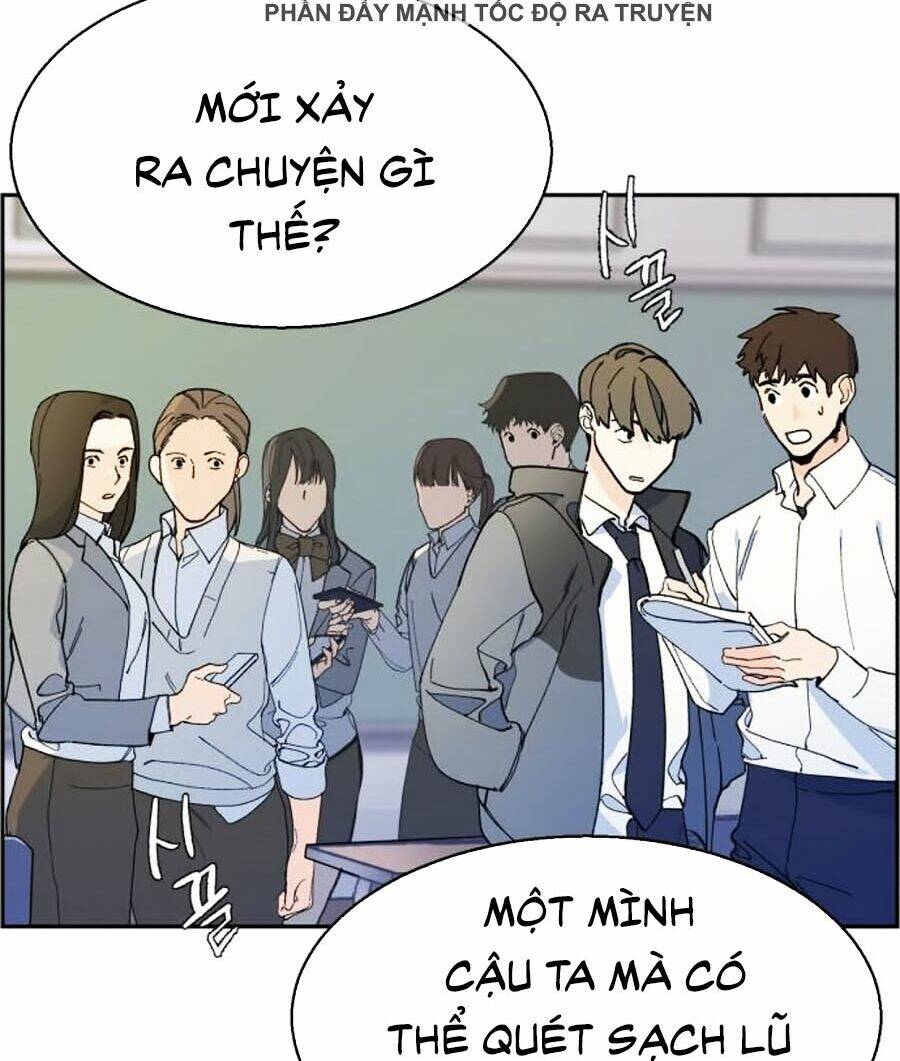 PHẦN ĐẨY MẠNH TỐC ĐỘ RA TRUYỆN
MỚI XẢY
RA CHUYỆN GÌ
THẾ?
시끌
시끌
MỘT MÌNH
CẬU TA MÀ CÓ
THỂ QUÉT SẠCH LŨ